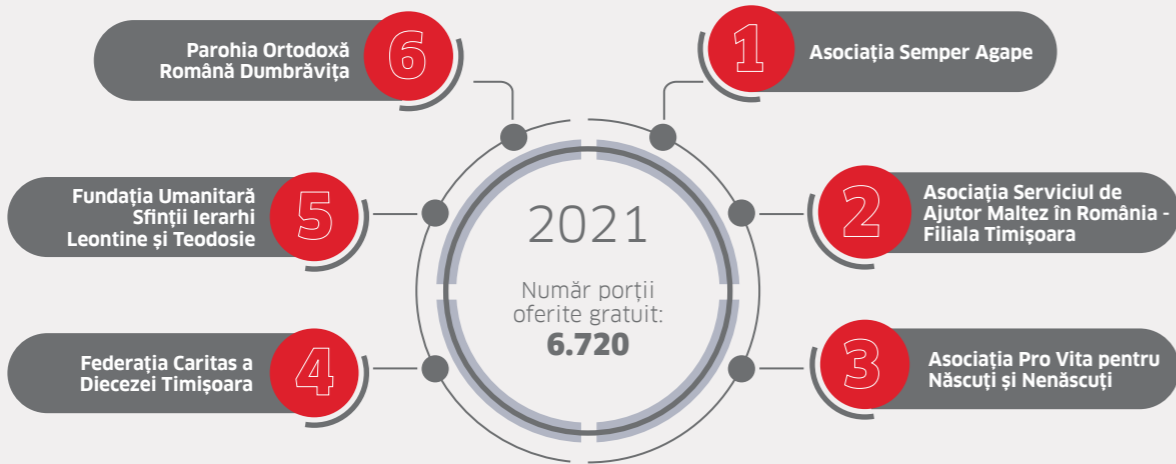 1
Asociația Semper Agape
2
Asociația Serviciul de
Ajutor Maltez în România -
Filiala Timișoara
3
Asociația Pro Vita pentru
Născuți și Nenăscuți
4
Federația Caritas a
Diecezei Timișoara
5
Fundația Umanitară
Sfinții Ierarhi
Leontine și Teodosie
6
Parohia Ortodoxă
Română Dumbrăvița
2021
Număr porții
oferite gratuit:
6.720